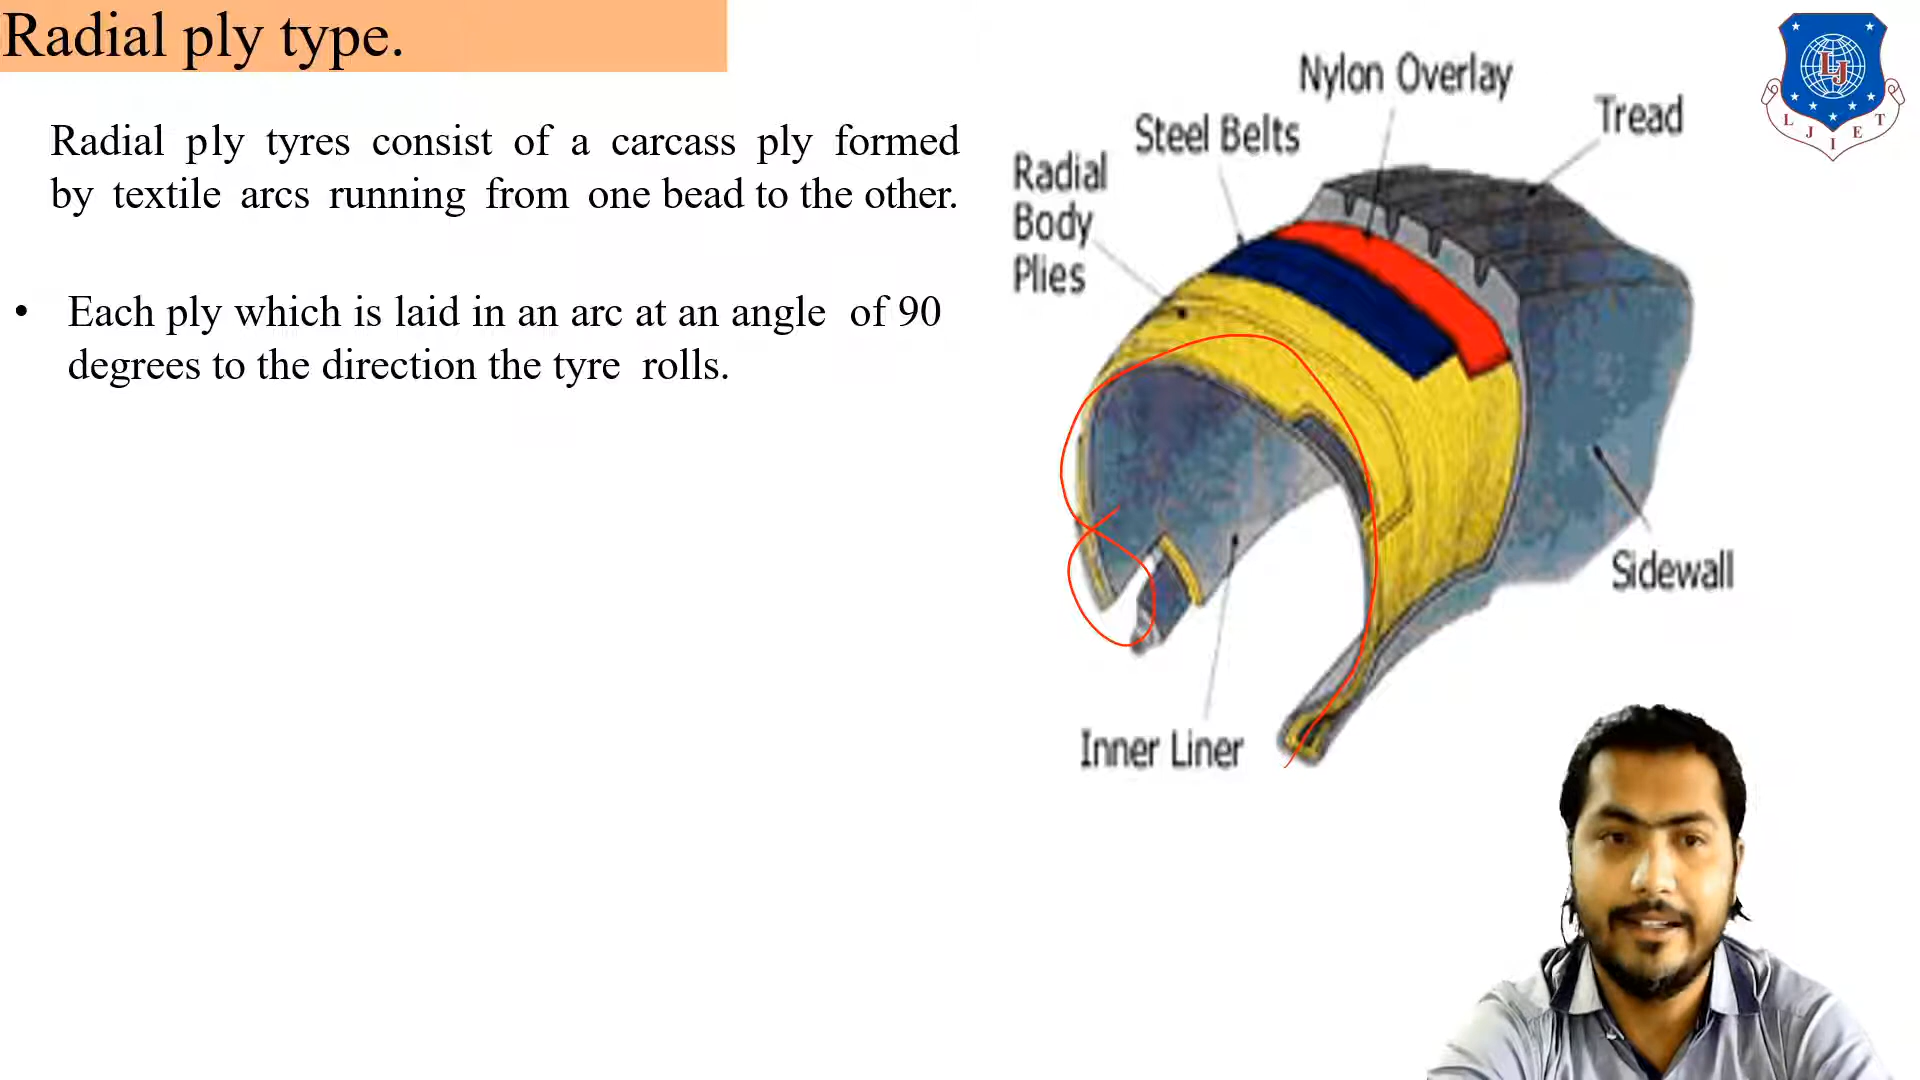 Radial ply type.
Radial ply tyres consist of a carcass ply formed
by textile arcs running from one bead to the other.
• Each ply which is laid in an arc at an angle of 90
degrees to the direction the tyre rolls.
Nylon Overlay
Steel Belts
Tread
Radial
Body
Plies
Sidewall
Inner Liner
LJ
L J I E T